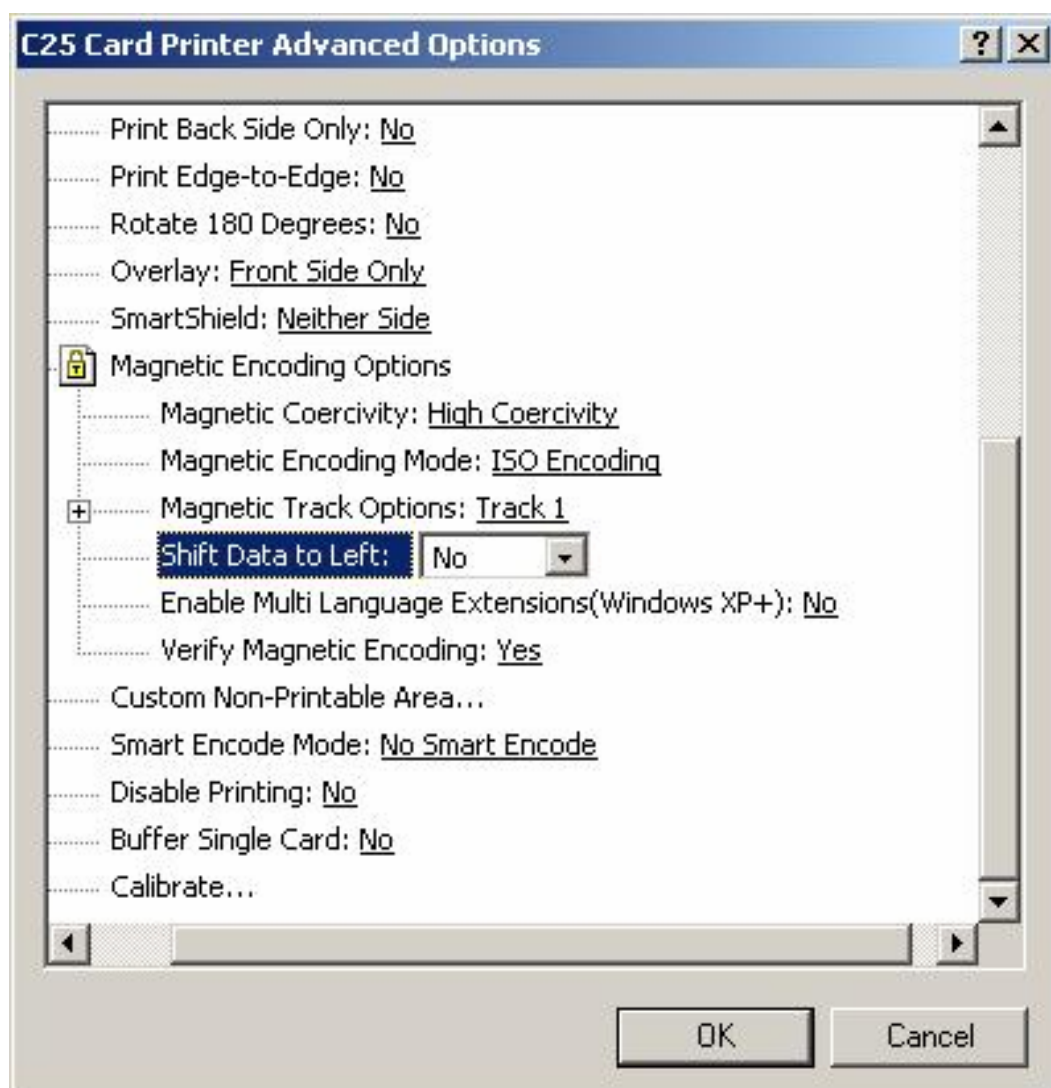 C25 Card Printer Advanced Options
Print Back Side Only: No
Print Edge-to-Edge: No
Rotate 180 Degrees: No
Overlay: Front Side Only
SmartShield: Neither Side
Magnetic Encoding Options
Magnetic Coercivity: High Coercivity
Magnetic Encoding Mode: ISO Encoding
Magnetic Track Options: Track 1
Shift Data to Left: No
Enable Multi Language Extensions(Windows XP+): No
Verify Magnetic Encoding: Yes
Custom Non-Printable Area...
Smart Encode Mode: No Smart Encode
Disable Printing: No
Buffer Single Card: No
Calibrate...
OK Cancel